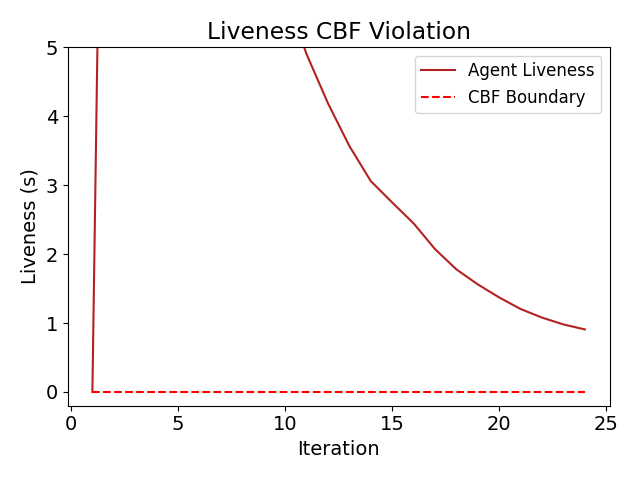 Liveness CBF Violation
Agent Liveness
CBF Boundary
Liveness (s)
5
4
3
2
1
0
0 5 10 15 20 25
Iteration